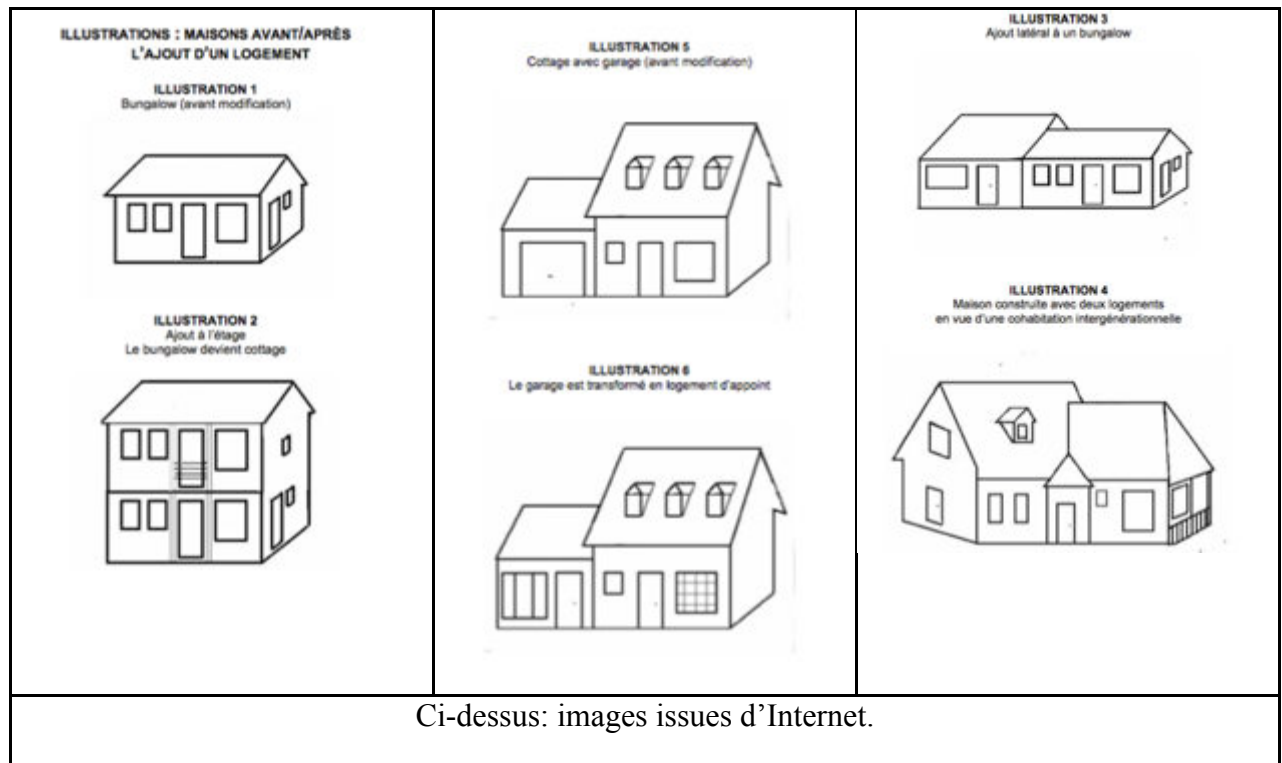 ILLUSTRATIONS : MAISONS AVANT/APRÈS
L'AJOUT D'UN LOGEMENT
ILLUSTRATION 1
Bungalow (avant modification)
ILLUSTRATION 2
Ajout à l'étage
Le bungalow devient cottage
ILLUSTRATION 5
Cottage avec garage (avant modification)
ILLUSTRATION 6
Le garage est transformé en logement d'appoint
ILLUSTRATION 3
Ajout latéral à un bungalow
ILLUSTRATION 4
Maison construite avec deux logements
en vue d'une cohabitation intergénérationnelle
Ci-dessus: images issues d'Internet.